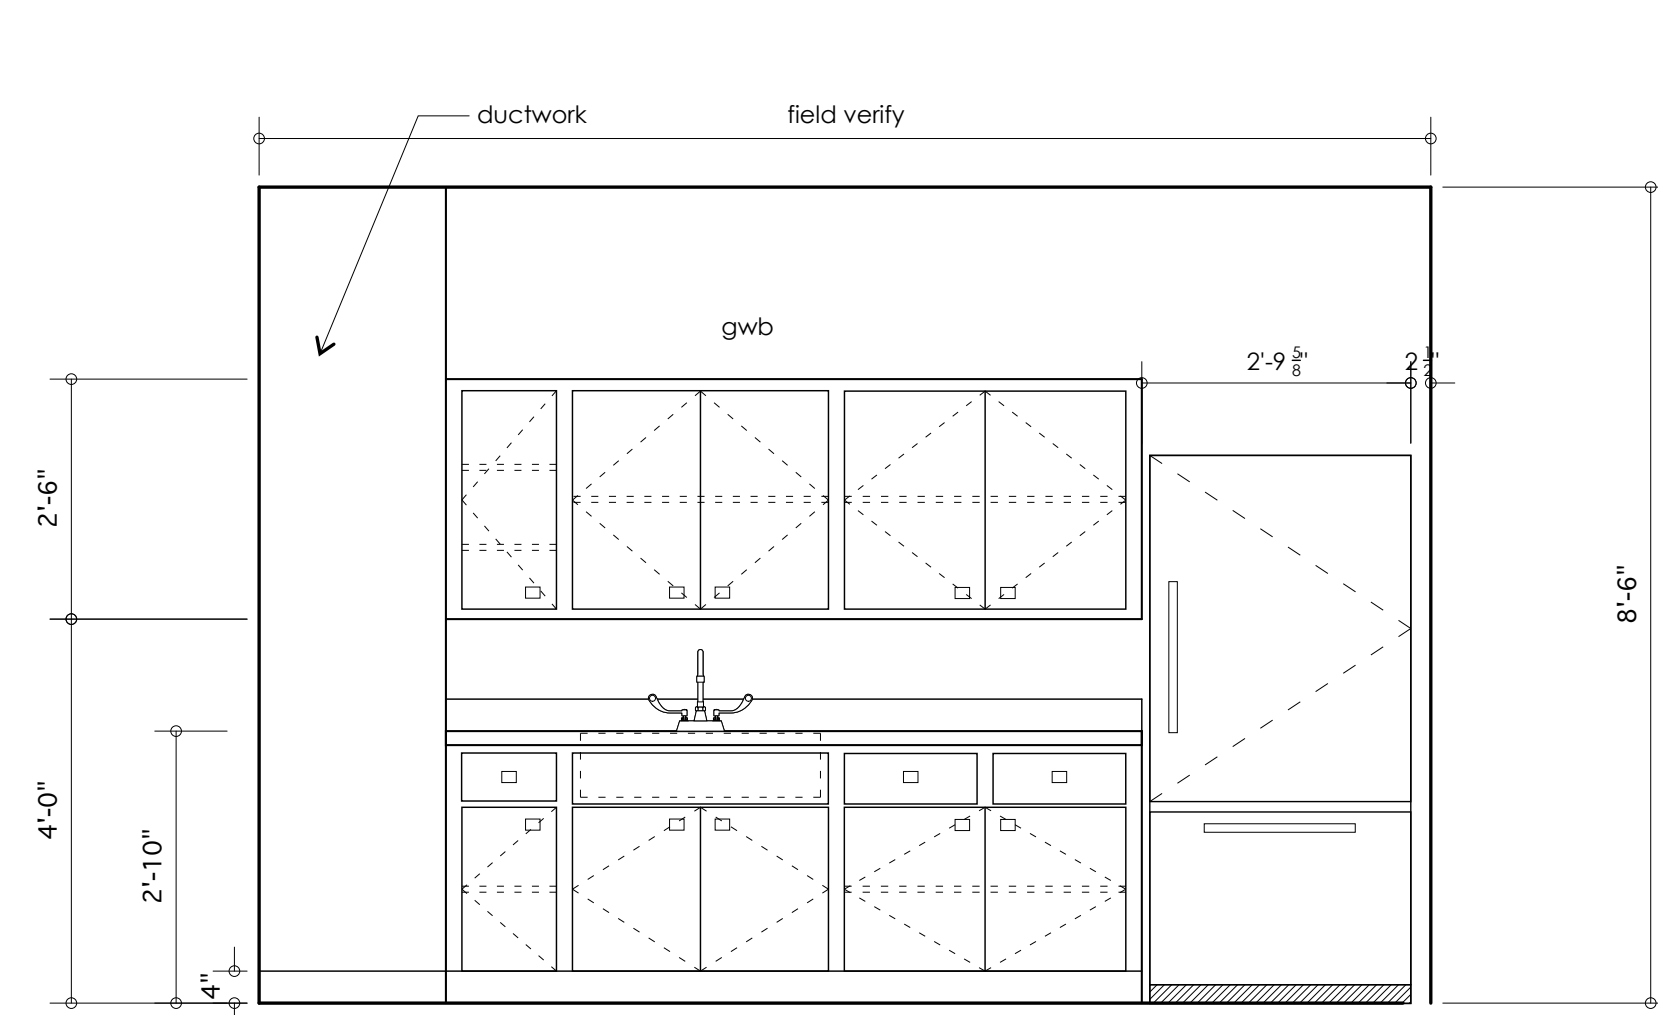 ductwork
field verify
gwb
2'-9 5/8"
2 1/2"
2'-6"
8'-6"
4'-0"
2'-10"
4"